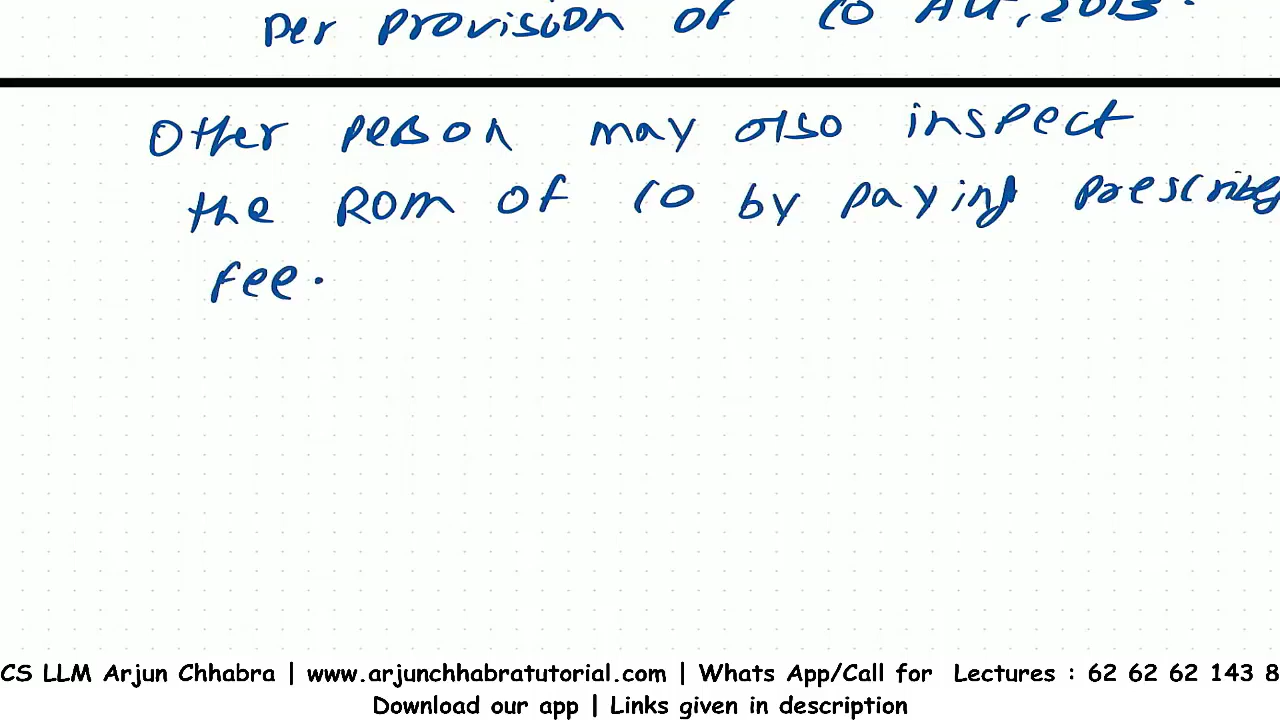 per provision of co Act, 2013.
Other person may also inspect
the ROM of co by paying prescribed
fee.
CS LLM Arjun Chhabra | www.arjunchhabratutorial.com | Whats App/Call for Lectures : 62 62 62 143 8
Download our app | Links given in description